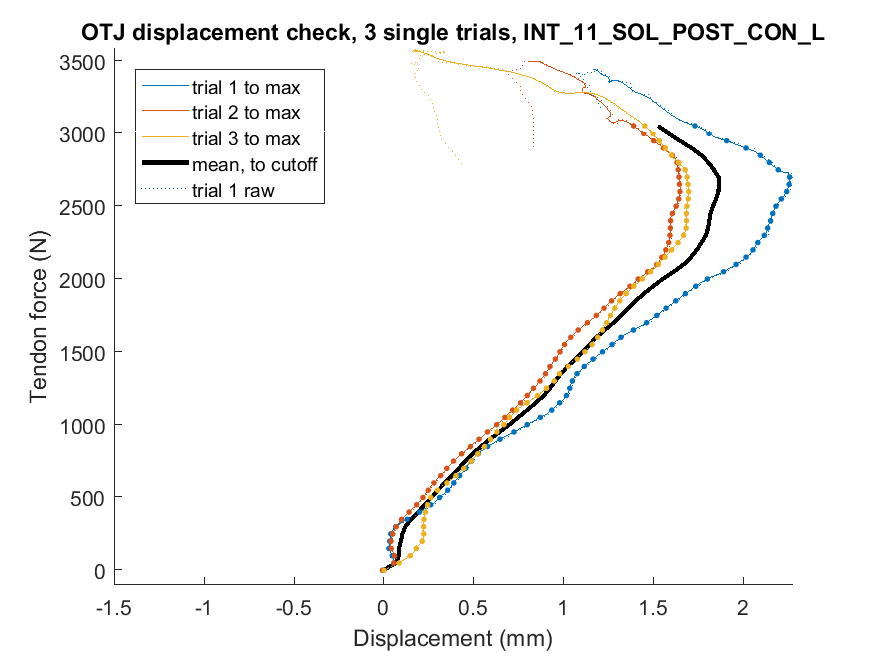 OTJ displacement check, 3 single trials, INT_11_SOL_POST_CON_L
3500
3000
2500
2000
1500
1000
500
0
Tendon force (N)
trial 1 to max
trial 2 to max
trial 3 to max
mean, to cutoff
trial 1 raw
-1.5
-1
-0.5
0
0.5
1
1.5
2
Displacement (mm)